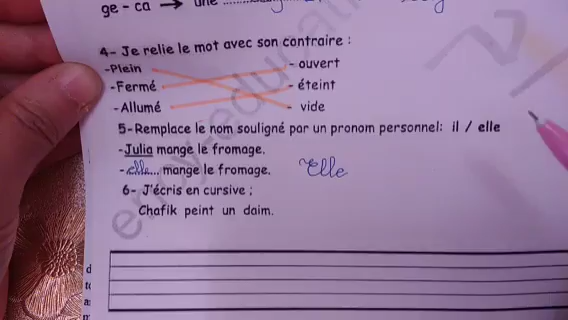 ge - ca → une
4- Je relie le mot avec son contraire :
-Plein - ouvert
-Fermé - éteint
-Allumé - vide
5-Remplace le nom souligné par un pronom personnel: il / elle
-Julia mange le fromage.
-elle... mange le fromage. Elle
6- J'écris en cursive ;
Chafik peint un daim.